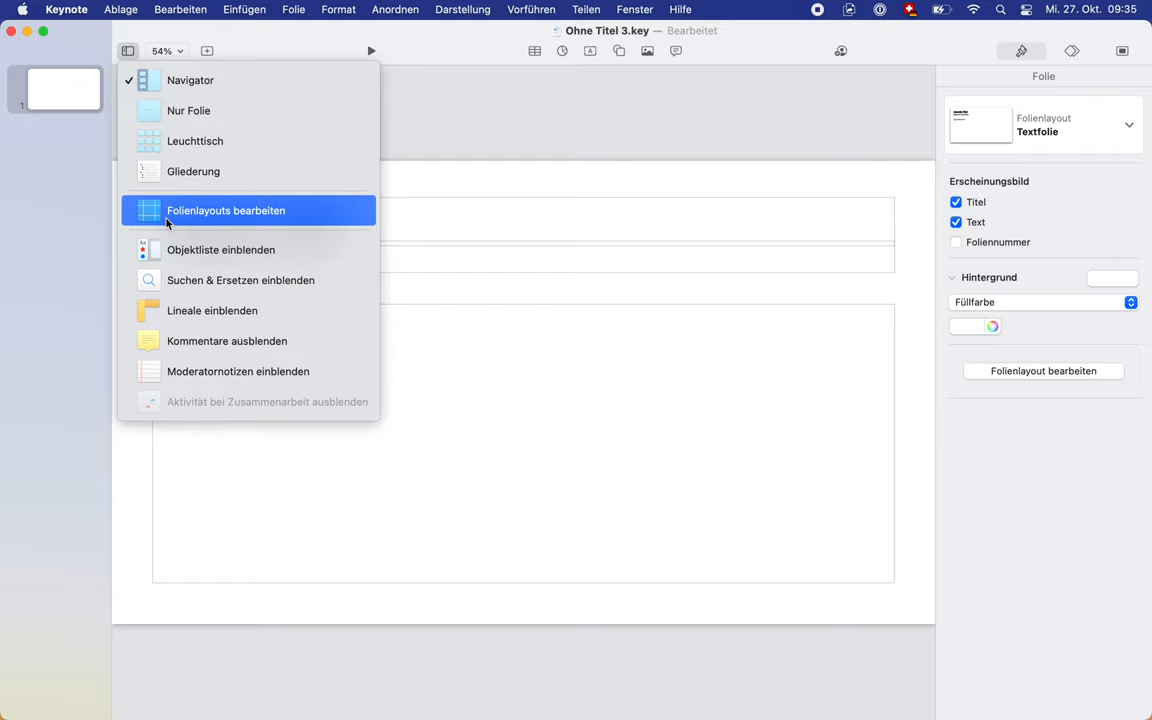 Keynote Ablage Bearbeiten Einfügen Folie Format Anordnen Darstellung Vorführen Teilen Fenster Hilfe Mi. 27. Okt. 09:35
Ohne Titel 3.key — Bearbeitet
54%
Folie
1
Navigator
Nur Folie
Leuchttisch
Gliederung
Folienlayouts bearbeiten
Objektliste einblenden
Suchen & Ersetzen einblenden
Lineale einblenden
Kommentare ausblenden
Moderatornotizen einblenden
Aktivität bei Zusammenarbeit ausblenden
Folienlayout
Textfolie
Erscheinungsbild
Titel
Text
Foliennummer
Hintergrund
Füllfarbe
Folienlayout bearbeiten